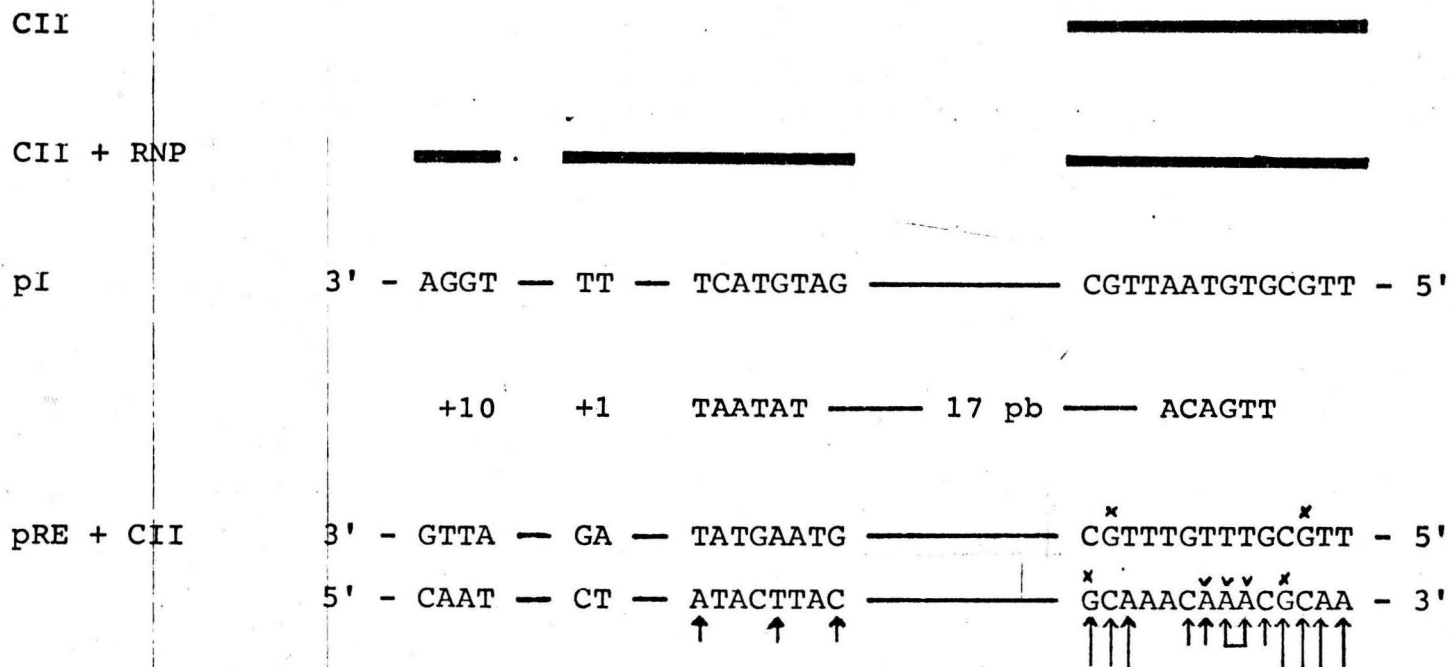 CII
CII + RNP
pI 3' - AGGT — TT — TCATGTAG ——— CGTTAATGTGCGTT - 5'
+10 +1 TAATAT —— 17 pb —— ACAGTT
x x
pRE + CII 3' - GTTA — GA — TATGAATG ——— CGTTTGTTTGCGTT - 5'
x v v v x
5' - CAAT — CT — ATACTTAC ——— GCAAACAAACGCAA - 3'